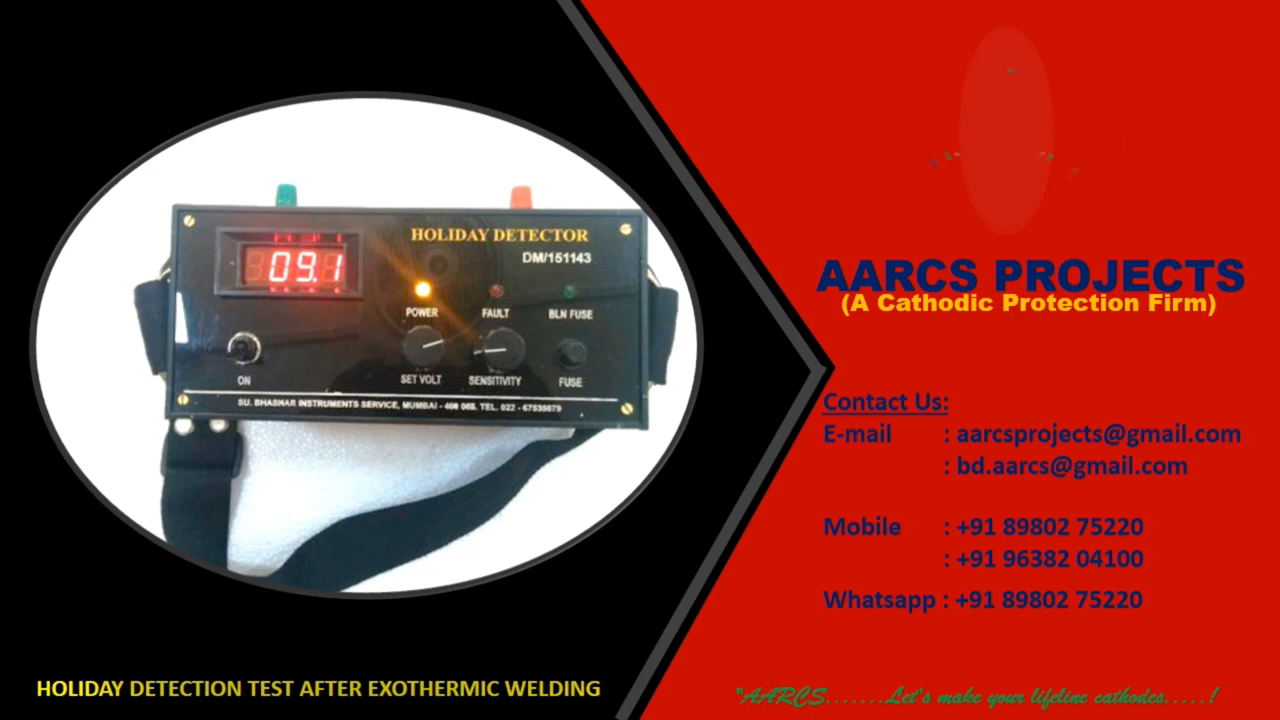 HOLIDAY DETECTOR
DM/151143
09.1
POWER FAULT BLN FUSE
ON SET VOLT SENSITIVITY FUSE
SU. BHASHAR INSTRUMENTS SERVICE, MUMBAI - 400 065. TEL. 022 - 67535679
HOLIDAY DETECTION TEST AFTER EXOTHERMIC WELDING
AARCS PROJECTS
(A Cathodic Protection Firm)
Contact Us:
E-mail : aarcsprojects@gmail.com
: bd.aarcs@gmail.com
Mobile : +91 89802 75220
: +91 96382 04100
Whatsapp : +91 89802 75220
"AARCS.......Let's make your lifeline cathodes.....!